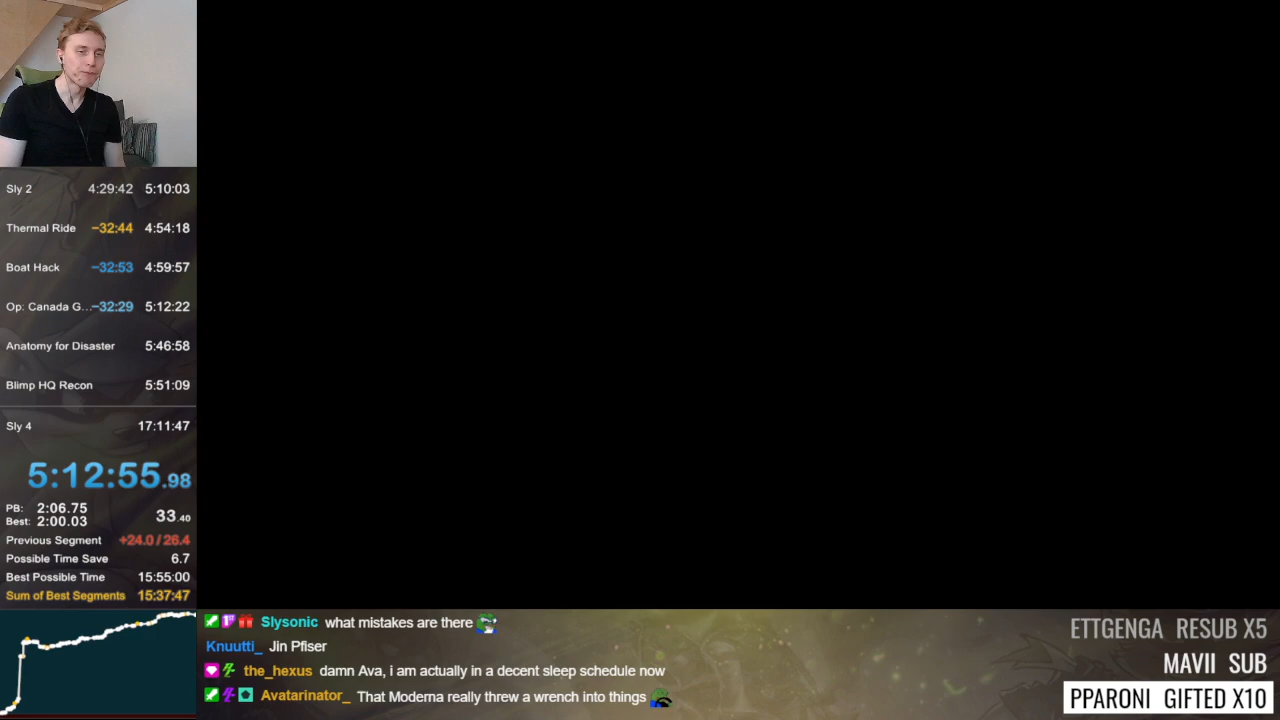 Sly 2 4:29:42 5:10:03
Thermal Ride −32:44 4:54:18
Boat Hack −32:53 4:59:57
Op: Canada G... −32:29 5:12:22
Anatomy for Disaster 5:46:58
Blimp HQ Recon 5:51:09
Sly 4 17:11:47
5:12:55.98
PB: 2:06.75
Best: 2:00.03
33.40
Previous Segment +24.0 / 26.4
Possible Time Save 6.7
Best Possible Time 15:55:00
Sum of Best Segments 15:37:47
Slysonic what mistakes are there
Knuutti_ Jin Pfiser
the_hexus damn Ava, i am actually in a decent sleep schedule now
Avatarinator_ That Moderna really threw a wrench into things
ETTGENGA RESUB X5
MAVII SUB
PPARONI GIFTED X10